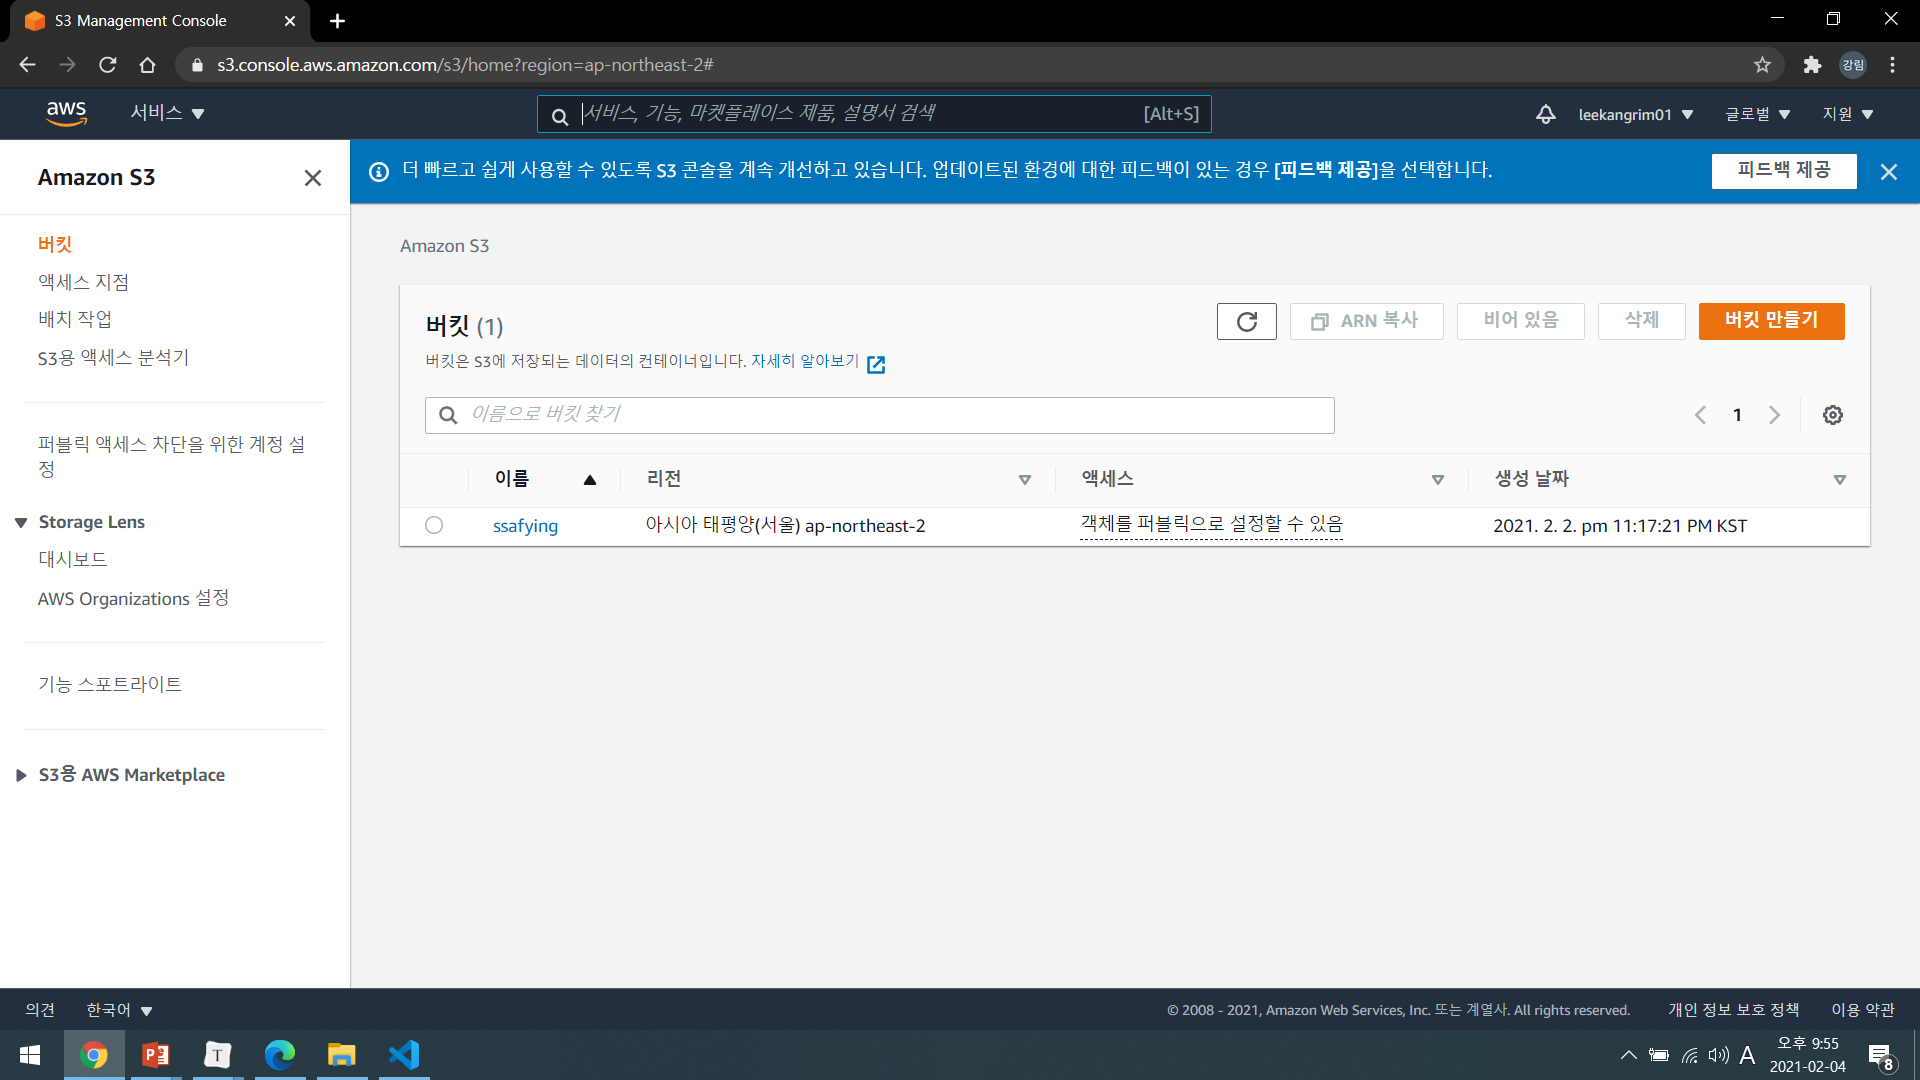 S3 Management Console
s3.console.aws.amazon.com/s3/home?region=ap-northeast-2#
강림
aws
서비스
서비스, 기능, 마켓플레이스 제품, 설명서 검색
[Alt+S]
leekangrim01
글로벌
지원
Amazon S3
더 빠르고 쉽게 사용할 수 있도록 S3 콘솔을 계속 개선하고 있습니다. 업데이트된 환경에 대한 피드백이 있는 경우 [피드백 제공]을 선택합니다.
피드백 제공
버킷
액세스 지점
배치 작업
S3용 액세스 분석기
퍼블릭 액세스 차단을 위한 계정 설
정
Storage Lens
대시보드
AWS Organizations 설정
기능 스포트라이트
S3용 AWS Marketplace
Amazon S3
버킷 (1)
버킷은 S3에 저장되는 데이터의 컨테이너입니다. 자세히 알아보기
ARN 복사
비어 있음
삭제
버킷 만들기
이름으로 버킷 찾기
1
이름
리전
액세스
생성 날짜
ssafying
아시아 태평양(서울) ap-northeast-2
객체를 퍼블릭으로 설정할 수 있음
2021. 2. 2. pm 11:17:21 PM KST
의견
한국어
© 2008 - 2021, Amazon Web Services, Inc. 또는 계열사. All rights reserved.
개인 정보 보호 정책
이용 약관
A
오후 9:55
2021-02-04
8